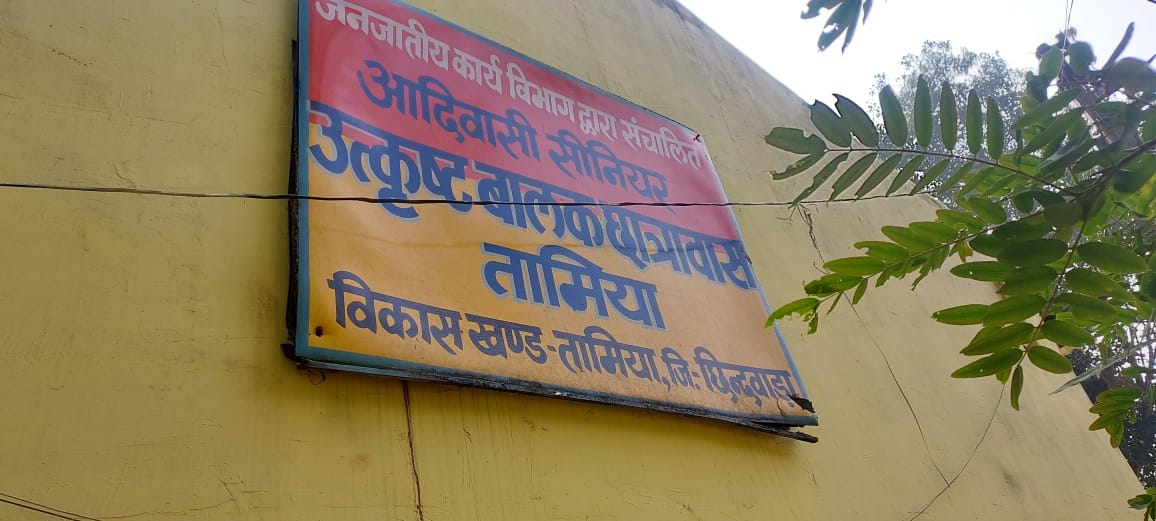 जनजातीय कार्य विभाग द्वारा संचालित
आदिवासी सीनियर
उत्कृष्ट बालक छात्रावास
तामिया
विकास खण्ड-तामिया, जि:- छिन्दवाड़ा